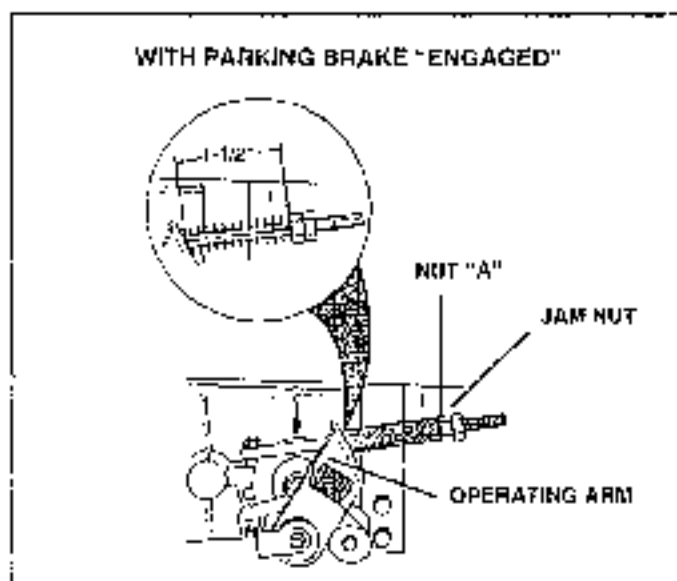 WITH PARKING BRAKE "ENGAGED"
1-1/2"
NUT "A"
JAM NUT
OPERATING ARM